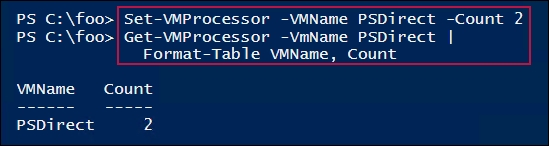 PS C:\foo> Set-VMProcessor -VMName PSDirect -Count 2
PS C:\foo> Get-VMProcessor -VmName PSDirect |
Format-Table VMName, Count
VMName Count
------ -----
PSDirect 2